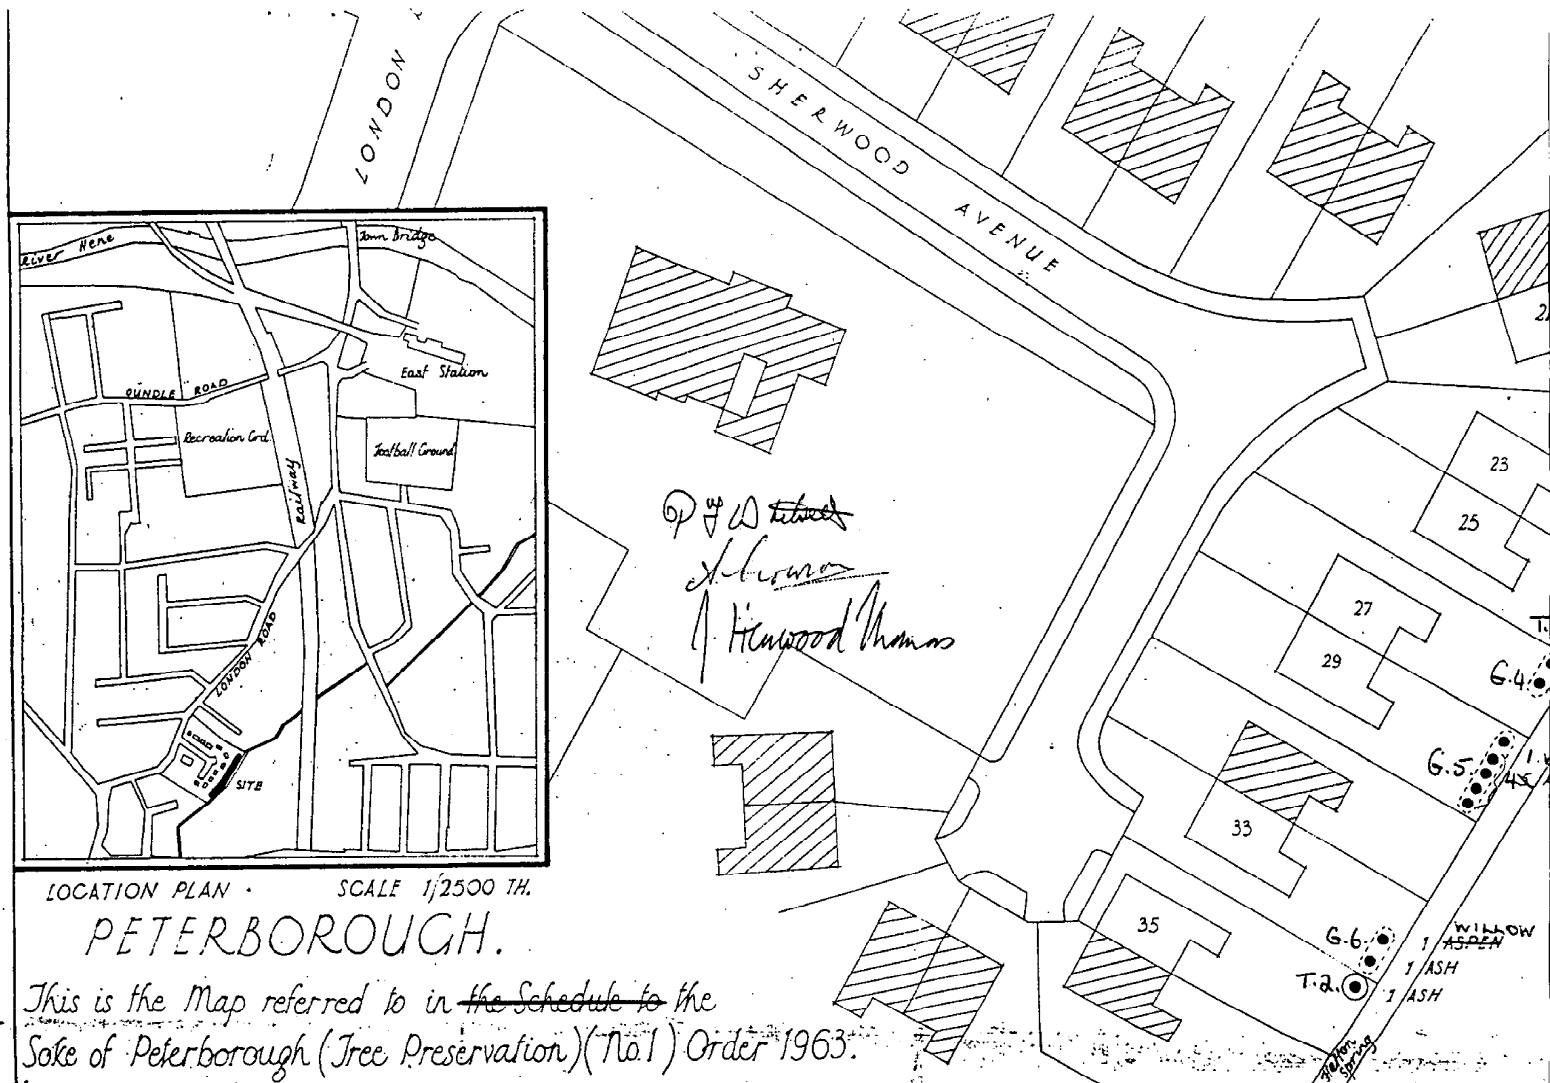 LONDON
SHERWOOD AVENUE
River Nene
Town Bridge
East Station
OUNDLE ROAD
Recreation Grd.
Football Ground
Railway
LONDON ROAD
SITE
LOCATION PLAN . SCALE 1/2500 TH.
PETERBOROUGH.
This is the Map referred to in the Schedule to the
Soke of Peterborough (Tree Preservation)(No.1) Order 1963.
J Henwood Thomas
23
25
27
29
33
35
T.
G.4.
G.5.
G.6.
1 WILLOW
ASPEN
1 ASH
T.2.
1 ASH
Spring